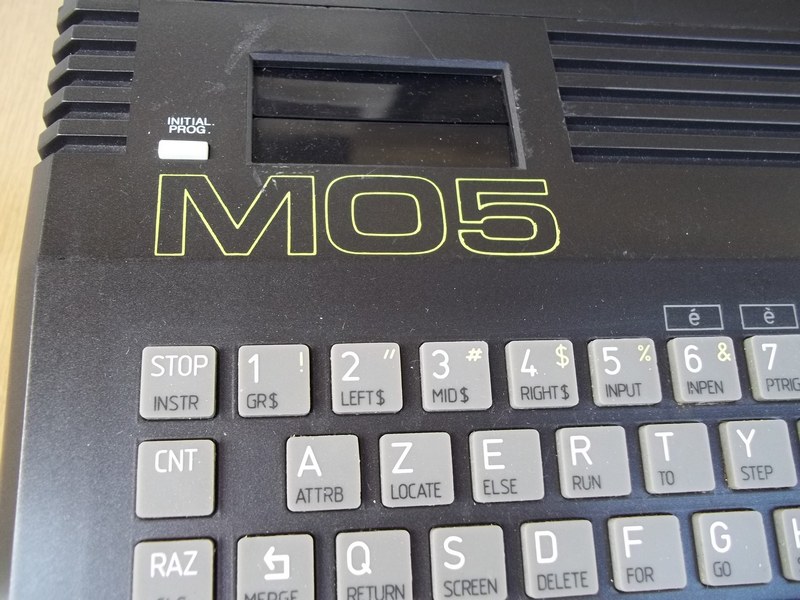 INITIAL.
PROG.
MO5
é è
STOP 1 ! 2 " 3 # 4 $ 5 % 6 & 7
INSTR GR$ LEFT$ MID$ RIGHT$ INPUT INPEN PTRIG
CNT A Z E R T Y
ATTRB LOCATE ELSE RUN TO STEP
RAZ Q S D F G
MERGE RETURN SCREEN DELETE FOR GO